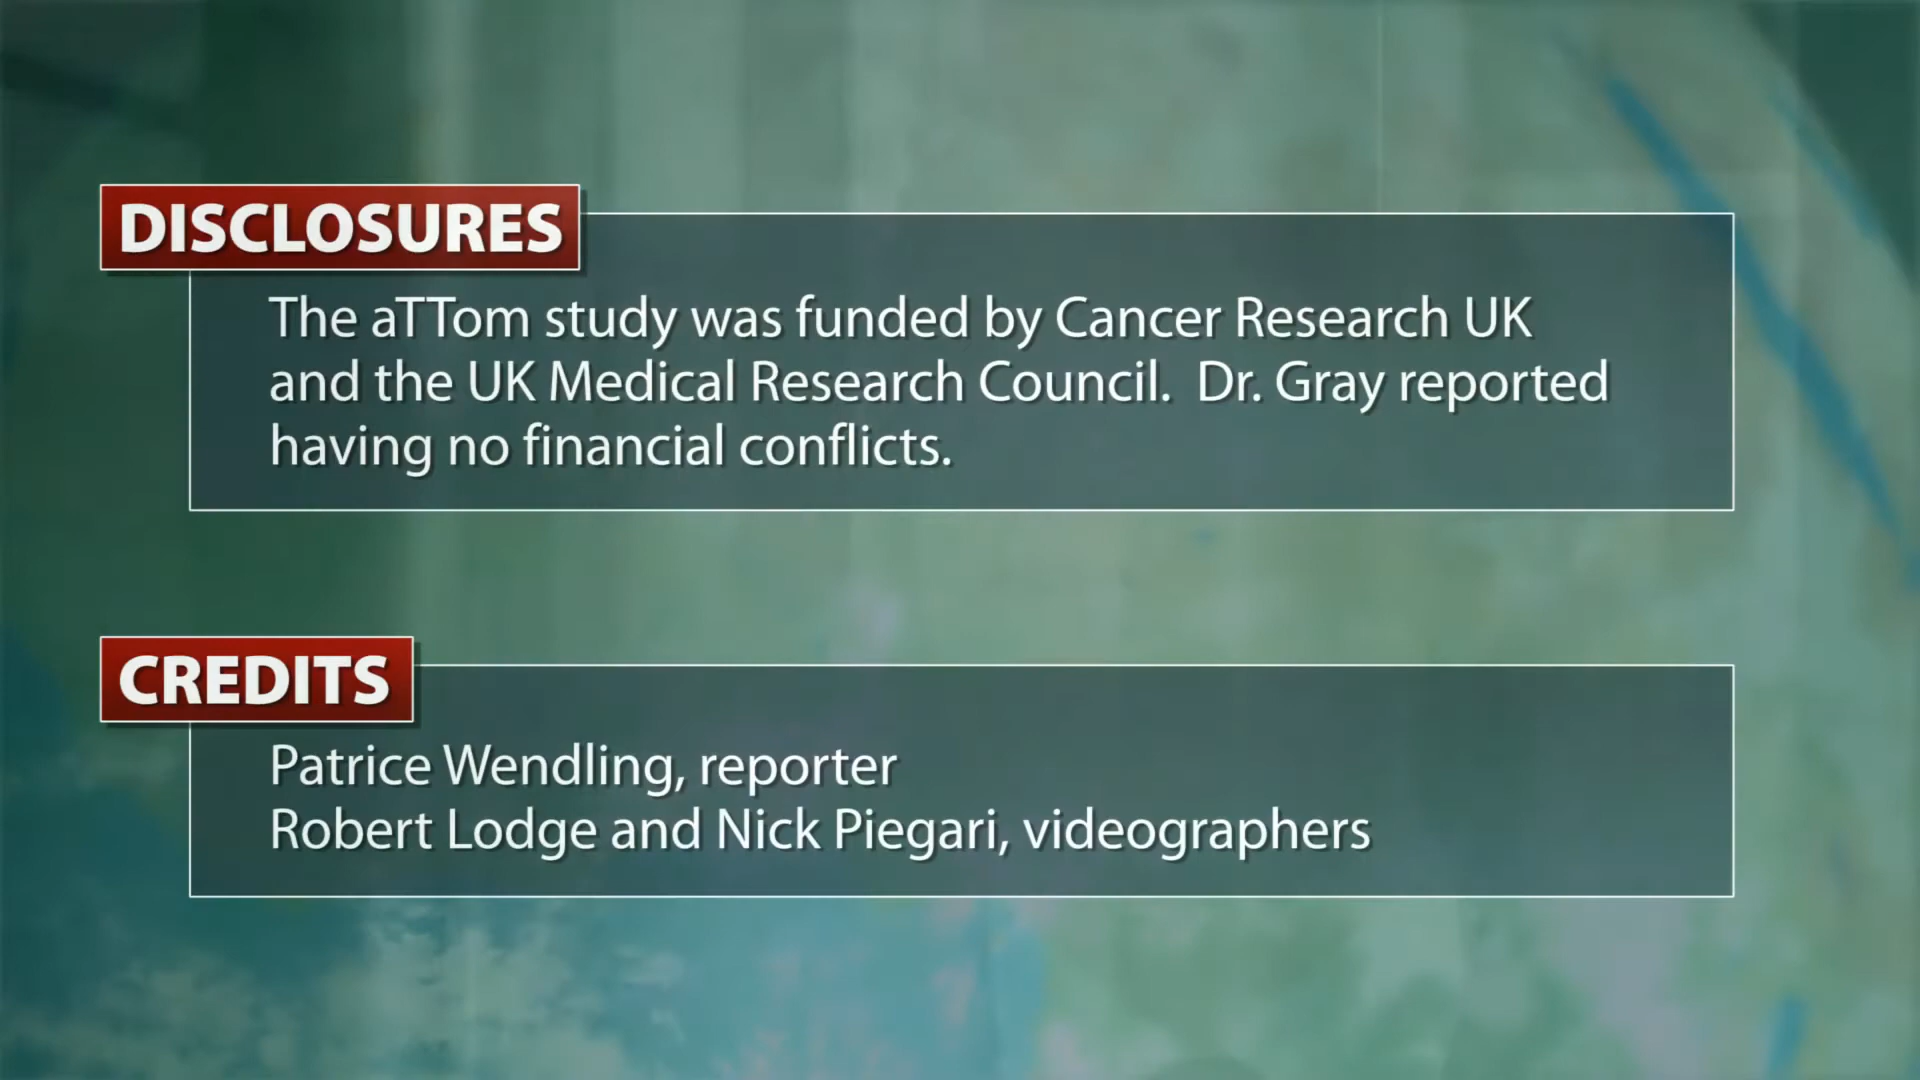 DISCLOSURES
The aTTom study was funded by Cancer Research UK
and the UK Medical Research Council.  Dr. Gray reported
having no financial conflicts.
CREDITS
Patrice Wendling, reporter
Robert Lodge and Nick Piegari, videographers